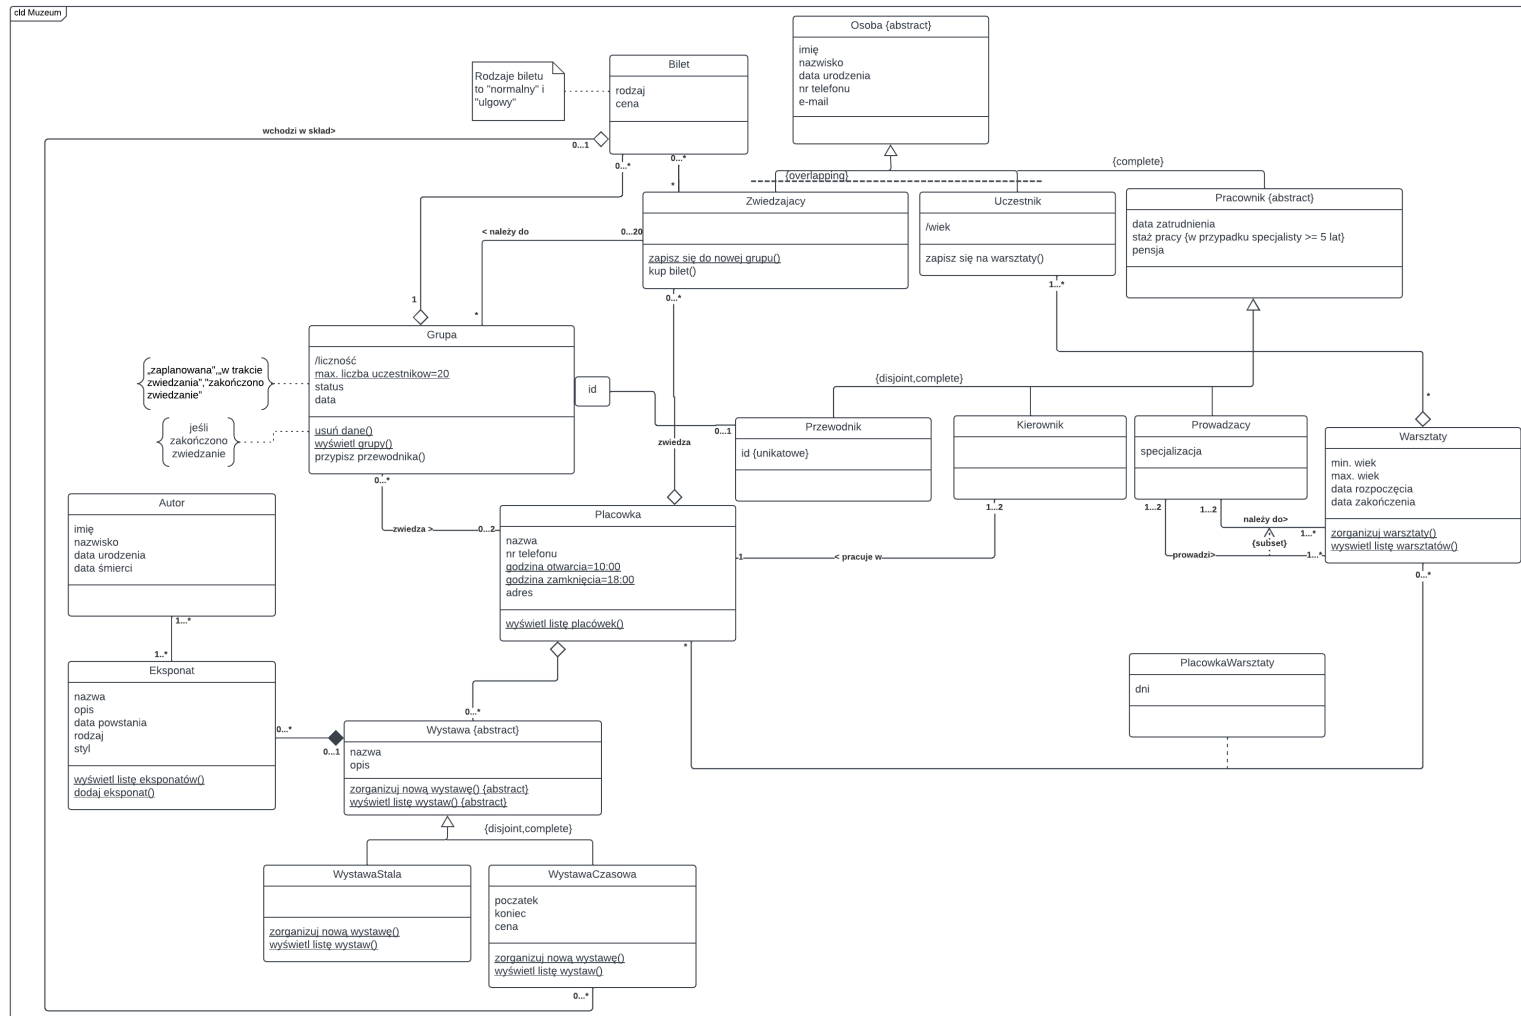 cld Muzeum
Osoba {abstract}
imię
nazwisko
data urodzenia
nr telefonu
e-mail
Bilet
rodzaj
cena
Rodzaje biletu
to "normalny" i
"ulgowy"
wchodzi w skład>
0...1
0...*
0...*
*
{overlapping}
{complete}
Zwiedzajacy
zapisz się do nowej grupu()
kup bilet()
Uczestnik
/wiek
zapisz się na warsztaty()
Pracownik {abstract}
data zatrudnienia
staż pracy {w przypadku specjalisty >= 5 lat}
pensja
< należy do
0...20
1
*
0...*
1...*
Grupa
/liczność
max. liczba uczestnikow=20
status
data
usuń dane()
wyświetl grupy()
przypisz przewodnika()
„zaplanowana”,„w trakcie
zwiedzania”,"zakończono
zwiedzanie”
jeśli
zakończono
zwiedzanie
id
0...1
zwiedza
{disjoint,complete}
Przewodnik
id {unikatowe}
Kierownik
Prowadzacy
specjalizacja
*
Warsztaty
min. wiek
max. wiek
data rozpoczęcia
data zakończenia
zorganizuj warsztaty()
wyswietl listę warsztatów()
1...2
1...2
1...2
należy do>
1...*
{subset}
prowadzi>
1...*
0...*
0...*
zwiedza >
0...2
Placowka
nazwa
nr telefonu
godzina otwarcia=10:00
godzina zamknięcia=18:00
adres
wyświetl listę placówek()
1
< pracuje w
*
Autor
imię
nazwisko
data urodzenia
data śmierci
1...*
1..*
Eksponat
nazwa
opis
data powstania
rodzaj
styl
wyświetl listę eksponatów()
dodaj eksponat()
0...*
0...1
0...*
Wystawa {abstract}
nazwa
opis
zorganizuj nową wystawę() {abstract}
wyświetl listę wystaw() {abstract}
PlacowkaWarsztaty
dni
{disjoint,complete}
WystawaStala
zorganizuj nową wystawę()
wyświetl listę wystaw()
WystawaCzasowa
poczatek
koniec
cena
zorganizuj nową wystawę()
wyświetl listę wystaw()
0...*